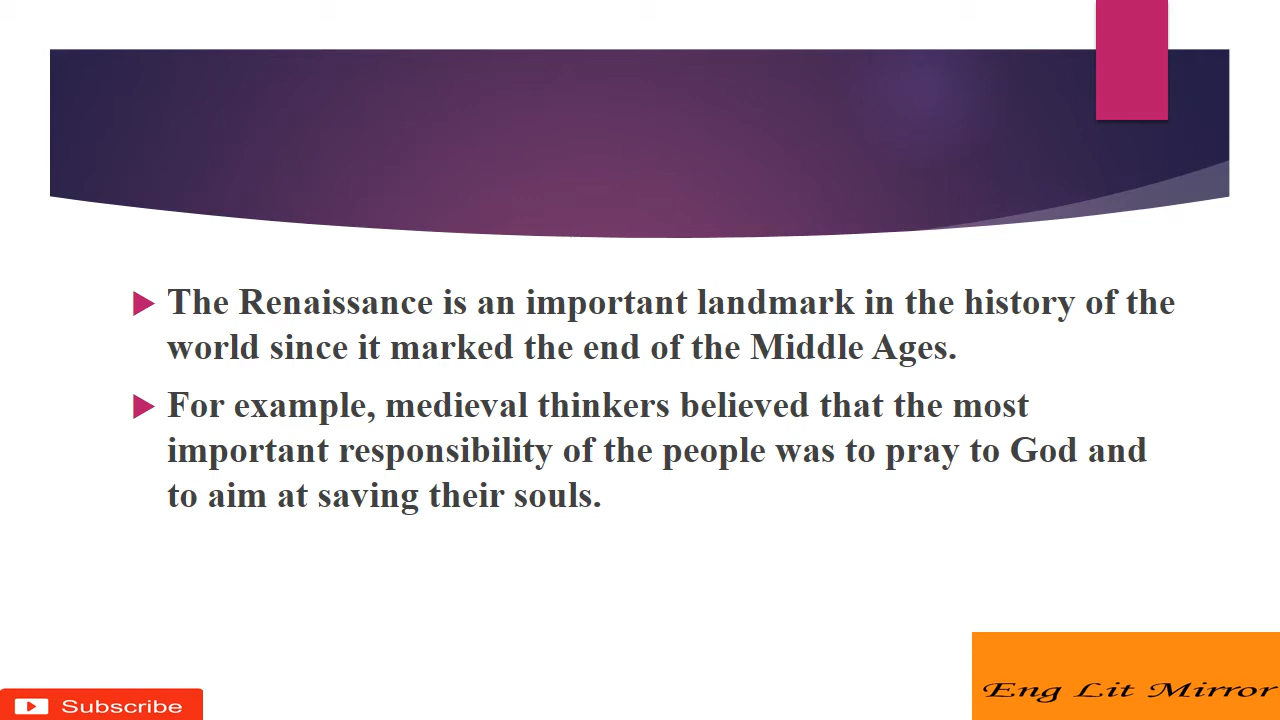 The Renaissance is an important landmark in the history of the
world since it marked the end of the Middle Ages.
For example, medieval thinkers believed that the most
important responsibility of the people was to pray to God and
to aim at saving their souls.
Subscribe
Eng Lit Mirror